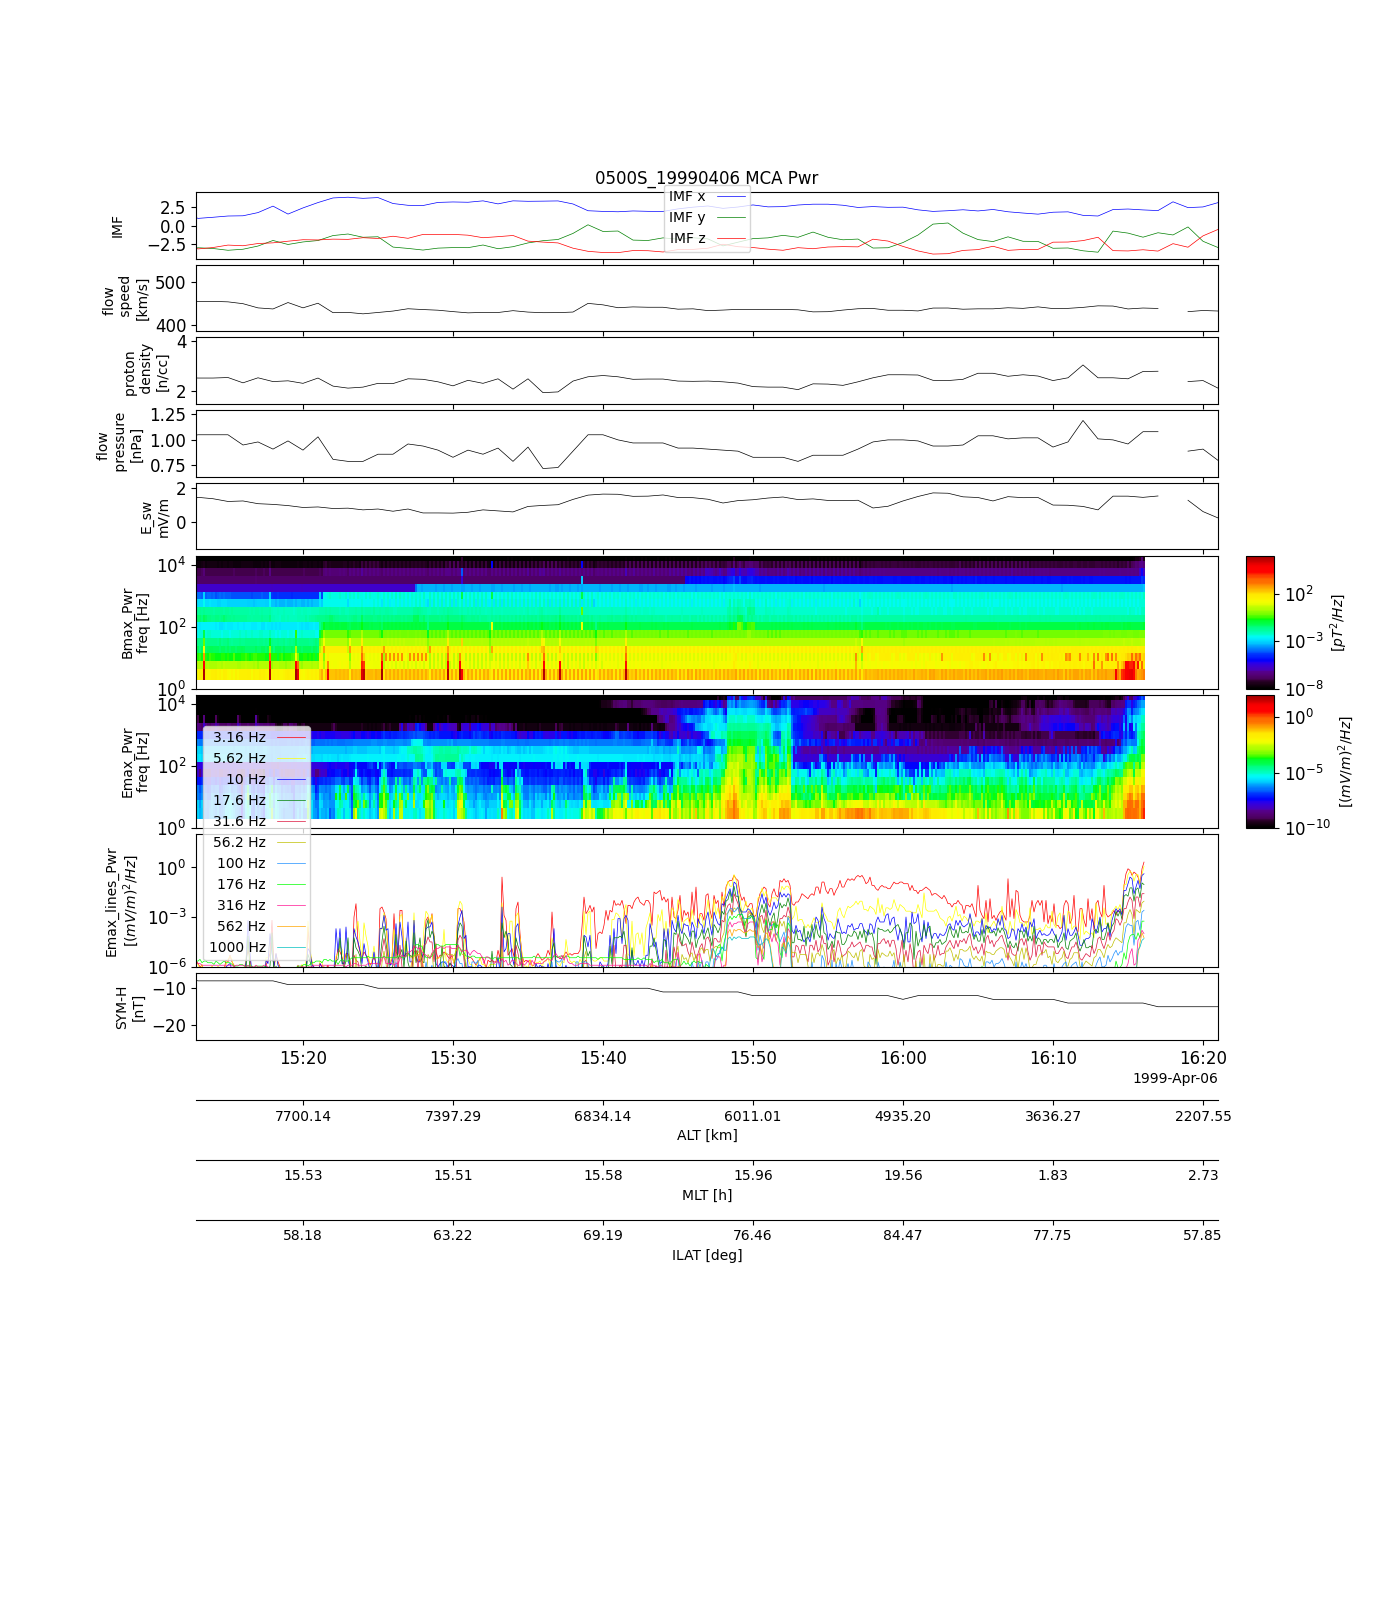 0500S_19990406 MCA Pwr
IMF
2.5
0.0
−2.5
IMF x
IMF y
IMF z
flow
speed
[km/s]
500
400
proton
density
[n/cc]
4
2
flow
pressure
[nPa]
1.25
1.00
0.75
E_sw
mV/m
2
0
Bmax_Pwr
freq [Hz]
10^4
10^2
10^0
10^2
10^−3
10^−8
[pT^2/Hz]
Emax_Pwr
freq [Hz]
10^4
10^2
10^0
10^0
10^−5
10^−10
[(mV/m)^2/Hz]
3.16 Hz
5.62 Hz
10 Hz
17.6 Hz
31.6 Hz
56.2 Hz
100 Hz
176 Hz
316 Hz
562 Hz
1000 Hz
Emax_lines_Pwr
[(mV/m)^2/Hz]
10^0
10^−3
10^−6
SYM-H
[nT]
−10
−20
15:20 15:30 15:40 15:50 16:00 16:10 16:20
1999-Apr-06
7700.14 7397.29 6834.14 6011.01 4935.20 3636.27 2207.55
ALT [km]
15.53 15.51 15.58 15.96 19.56 1.83 2.73
MLT [h]
58.18 63.22 69.19 76.46 84.47 77.75 57.85
ILAT [deg]